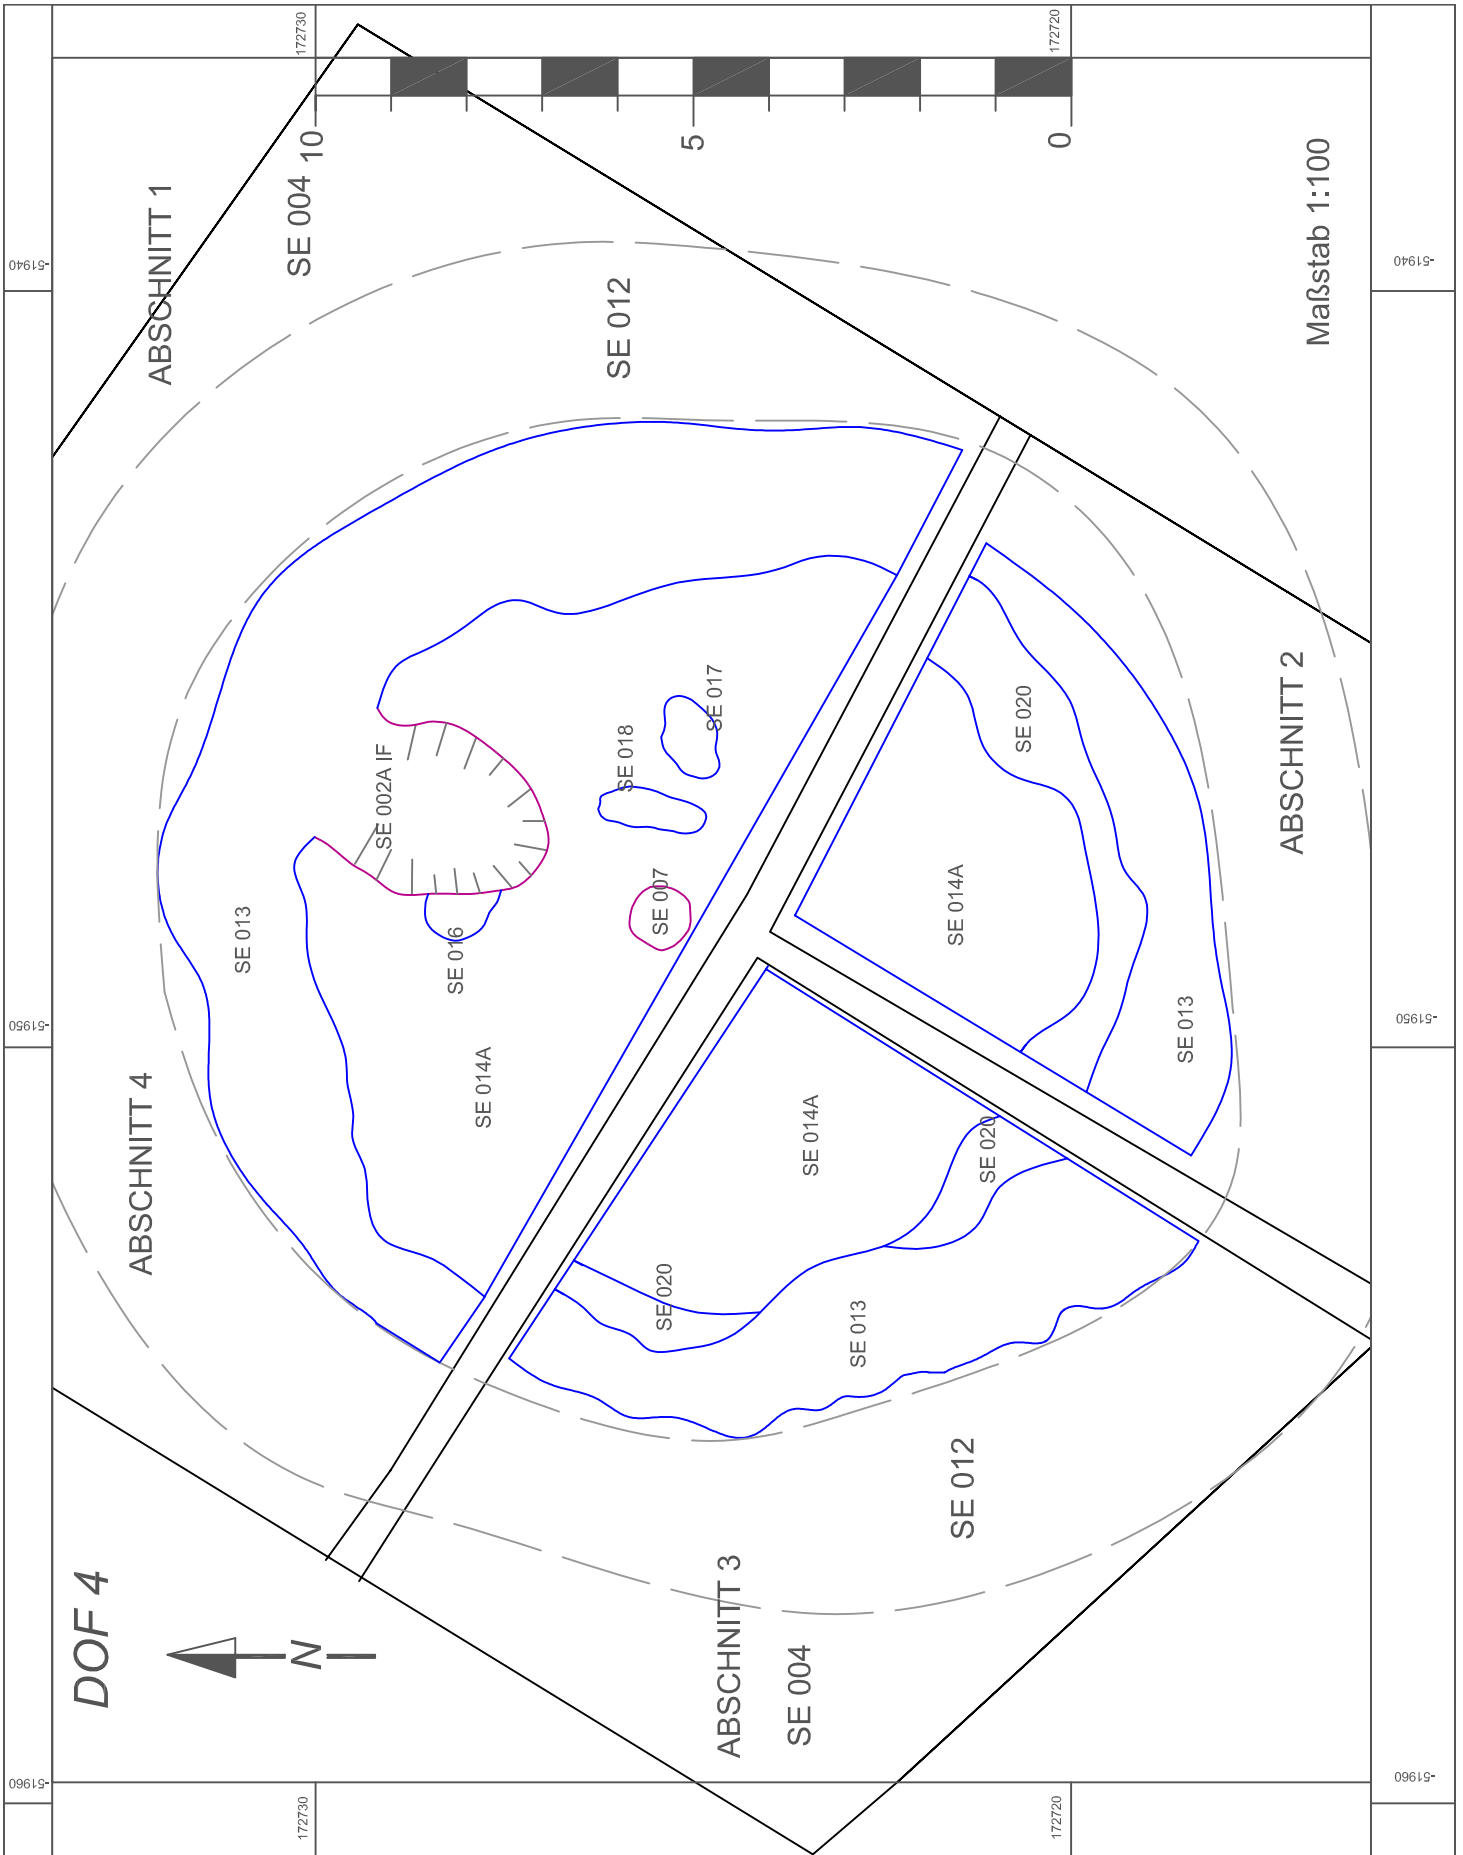 DOF 4
N
ABSCHNITT 1
SE 004
SE 012
ABSCHNITT 4
SE 013
SE 002A IF
SE 016
SE 014A
SE 018
SE 017
SE 007
ABSCHNITT 2
SE 020
SE 014A
SE 013
SE 014A
SE 020
SE 020
SE 013
SE 012
ABSCHNITT 3
SE 004
10
5
0
Maßstab 1:100
172730
172720
172730
172720
-51940
-51950
-51960
-51940
-51950
-51960